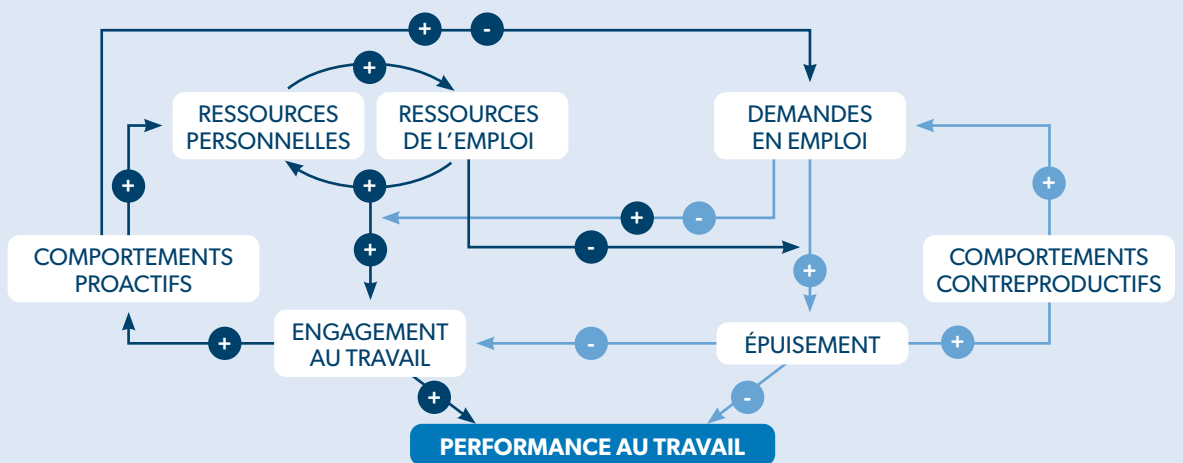 + -
+
RESSOURCES
PERSONNELLES
RESSOURCES
DE L'EMPLOI
DEMANDES
EN EMPLOI
+
+
+
+ -
+
-
COMPORTEMENTS
PROACTIFS
+
COMPORTEMENTS
CONTREPRODUCTIFS
ENGAGEMENT
AU TRAVAIL
ÉPUISEMENT
+
-
+
+
-
PERFORMANCE AU TRAVAIL